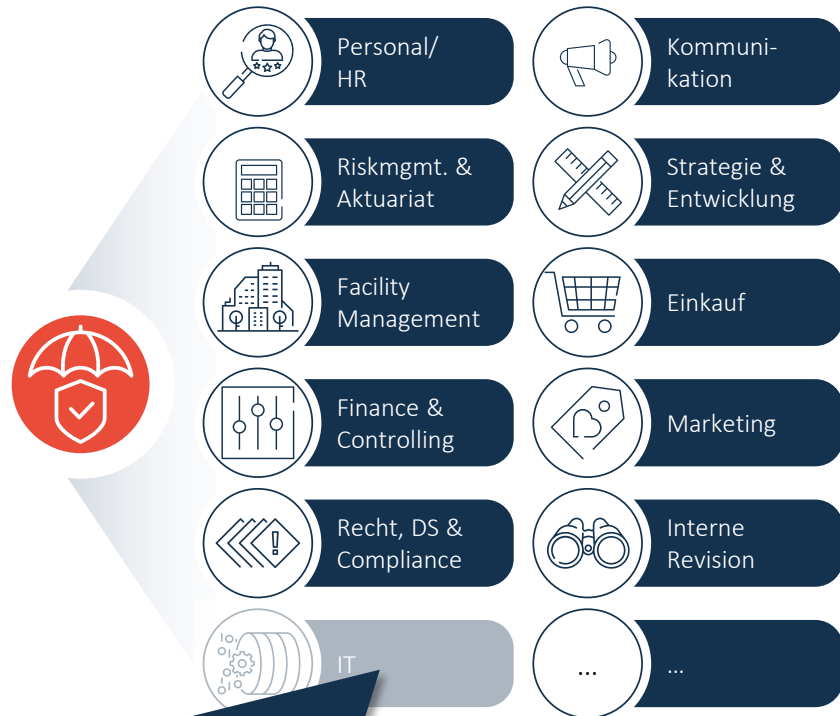 Personal/
HR
Kommuni-
kation
Riskmgmt. &
Aktuariat
Strategie &
Entwicklung
Facility
Management
Einkauf
Finance &
Controlling
Marketing
Recht, DS &
Compliance
!
Interne
Revision
IT
...
...